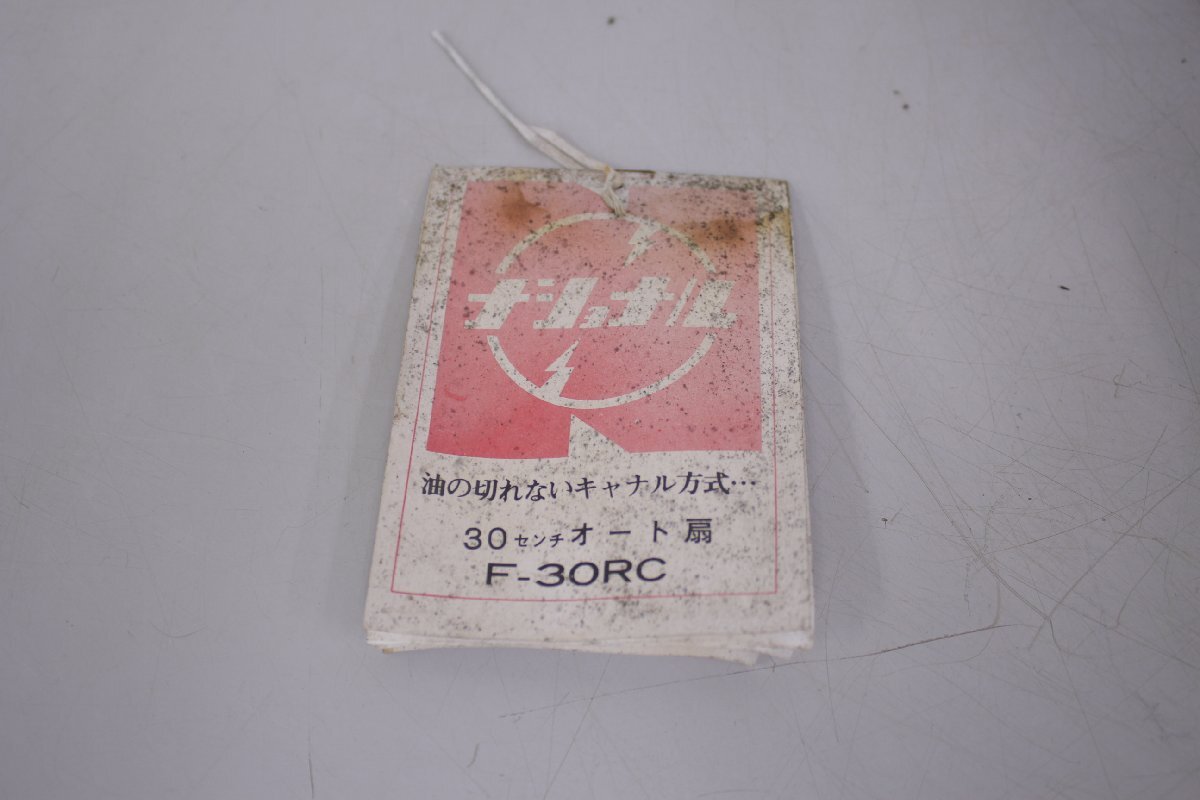 ナショナル
油の切れないキャナル方式…
30センチオート扇
F-30RC